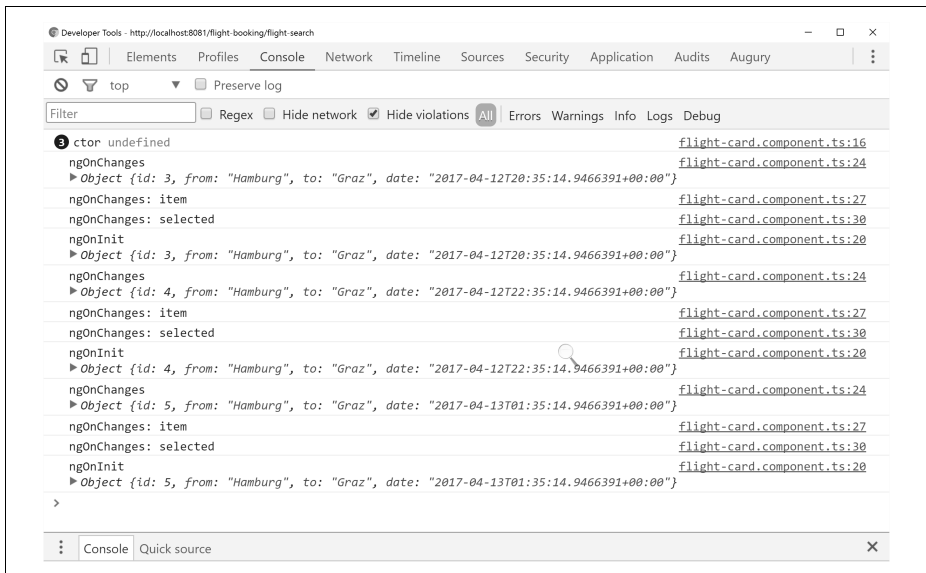 Developer Tools - http://localhost:8081/flight-booking/flight-search
Elements Profiles Console Network Timeline Sources Security Application Audits Augury
top Preserve log
Filter Regex Hide network Hide violations All Errors Warnings Info Logs Debug
3 ctor undefined flight-card.component.ts:16
ngOnChanges flight-card.component.ts:24
Object {id: 3, from: "Hamburg", to: "Graz", date: "2017-04-12T20:35:14.9466391+00:00"}
ngOnChanges: item flight-card.component.ts:27
ngOnChanges: selected flight-card.component.ts:30
ngOnInit flight-card.component.ts:20
Object {id: 3, from: "Hamburg", to: "Graz", date: "2017-04-12T20:35:14.9466391+00:00"}
ngOnChanges flight-card.component.ts:24
Object {id: 4, from: "Hamburg", to: "Graz", date: "2017-04-12T22:35:14.9466391+00:00"}
ngOnChanges: item flight-card.component.ts:27
ngOnChanges: selected flight-card.component.ts:30
ngOnInit flight-card.component.ts:20
Object {id: 4, from: "Hamburg", to: "Graz", date: "2017-04-12T22:35:14.9466391+00:00"}
ngOnChanges flight-card.component.ts:24
Object {id: 5, from: "Hamburg", to: "Graz", date: "2017-04-13T01:35:14.9466391+00:00"}
ngOnChanges: item flight-card.component.ts:27
ngOnChanges: selected flight-card.component.ts:30
ngOnInit flight-card.component.ts:20
Object {id: 5, from: "Hamburg", to: "Graz", date: "2017-04-13T01:35:14.9466391+00:00"}
>
Console Quick source